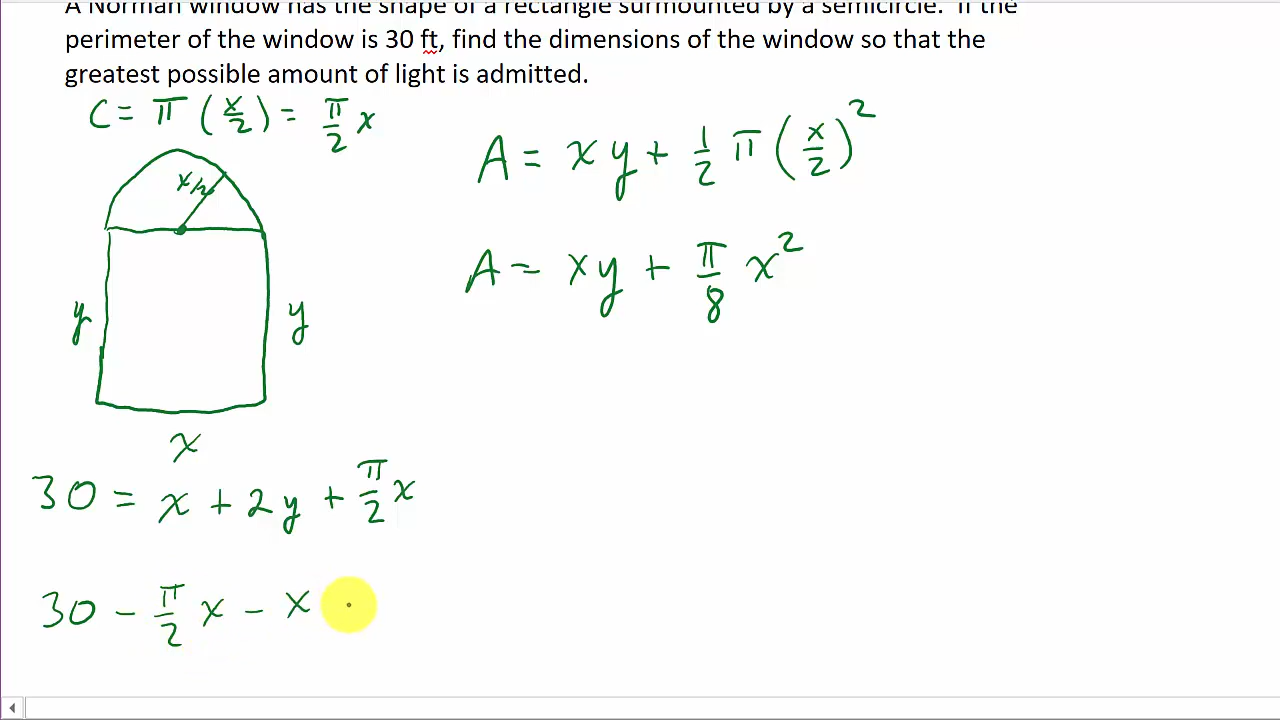 A Norman window has the shape of a rectangle surmounted by a semicircle. If the
perimeter of the window is 30 ft, find the dimensions of the window so that the
greatest possible amount of light is admitted.
C = π (x/2) = π/2 x
A = xy + 1/2 π (x/2)²
x/2
A = xy + π/8 x²
y
y
x
30 = x + 2y + π/2 x
30 - π/2 x - x